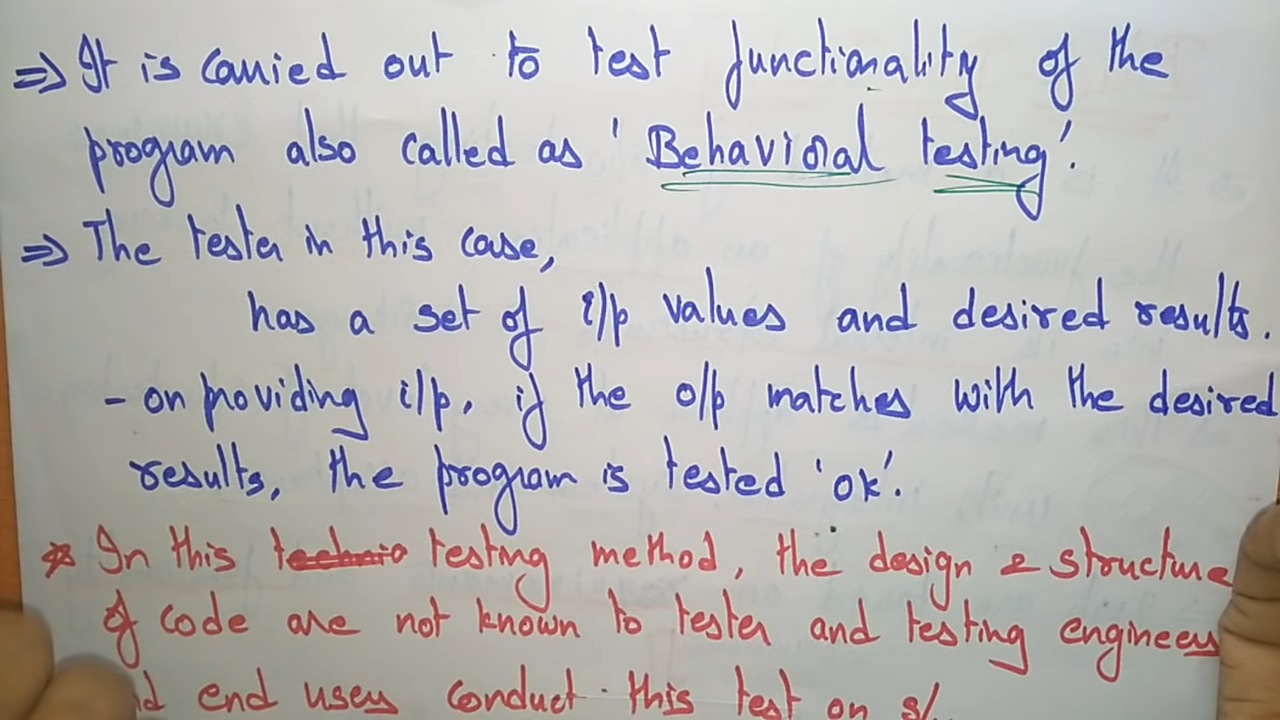 ⇒ It is carried out to test functionality of the
program also called as 'Behavioral testing'.
⇒ The tester in this case,
has a set of i/p values and desired results.
- on providing i/p, if the o/p matches with the desired
results, the program is tested 'ok'.
* In this testing method, the design & structure
of code are not known to tester and testing engineers
end users conduct this test on s/